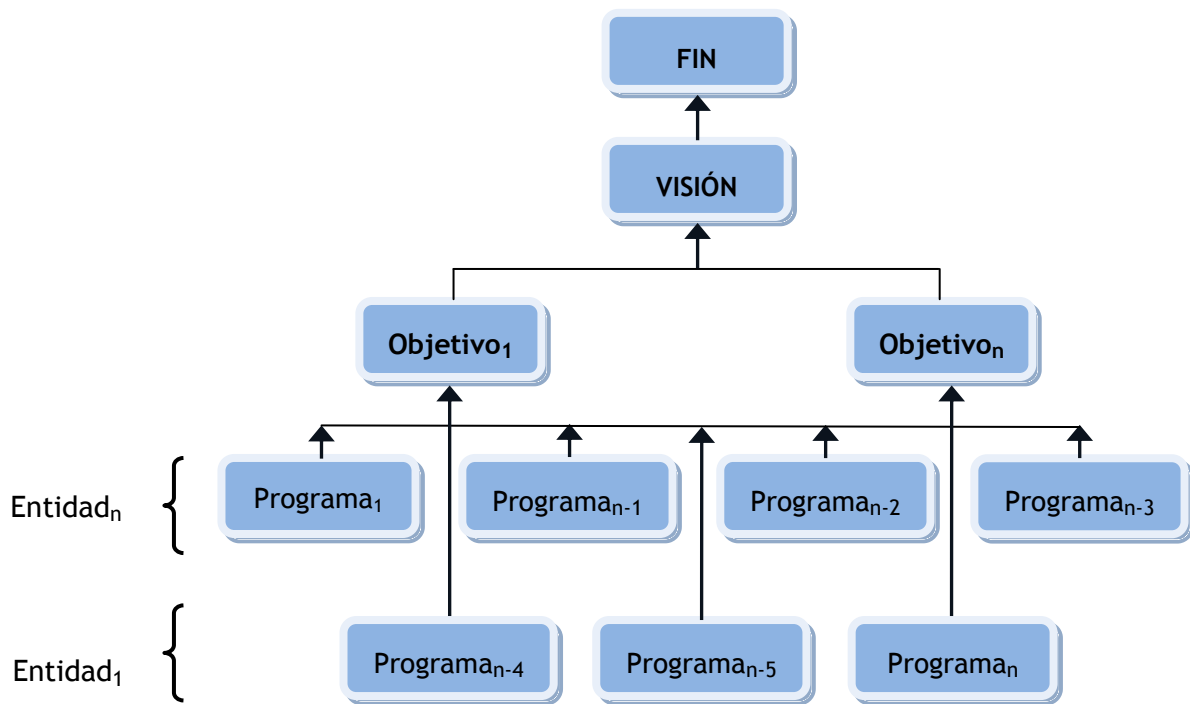 FIN
VISIÓN
Objetivo₁
Objetivoₙ
Entidadₙ
Programa₁
Programaₙ₋₁
Programaₙ₋₂
Programaₙ₋₃
Entidad₁
Programaₙ₋₄
Programaₙ₋₅
Programaₙ